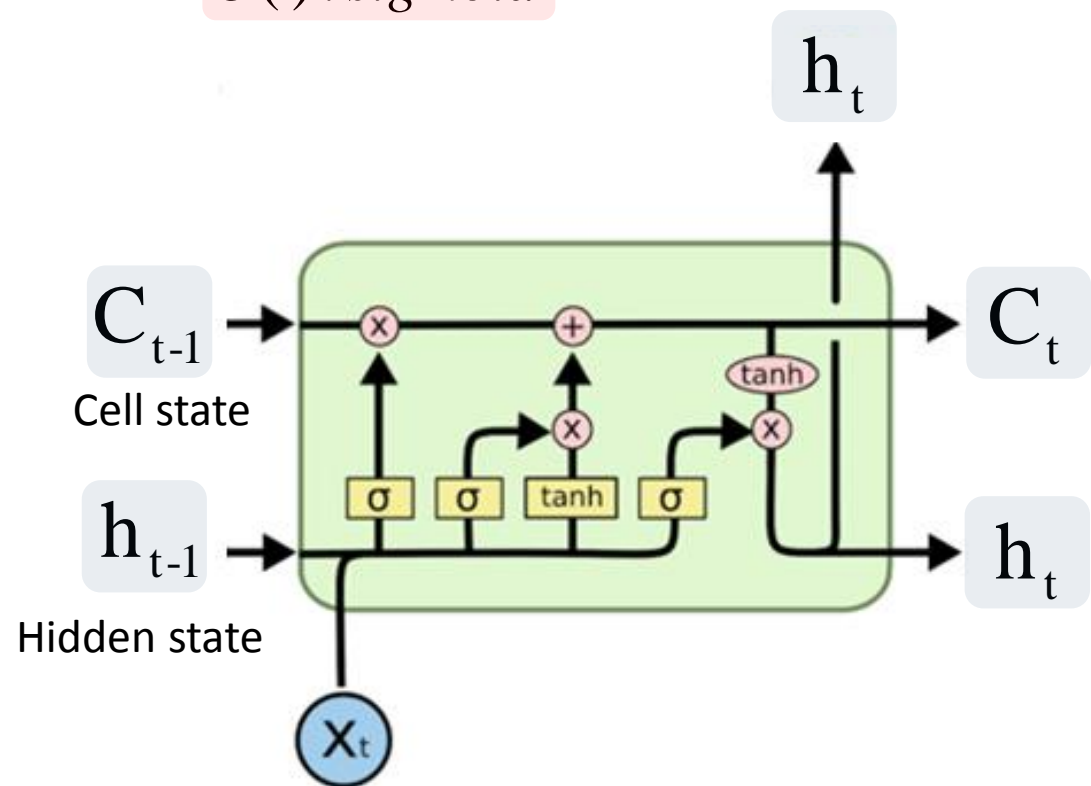 h t
C t-1
x
+
C t
tanh
Cell state
x
x
σ
σ
tanh
σ
h t-1
h t
Hidden state
x t